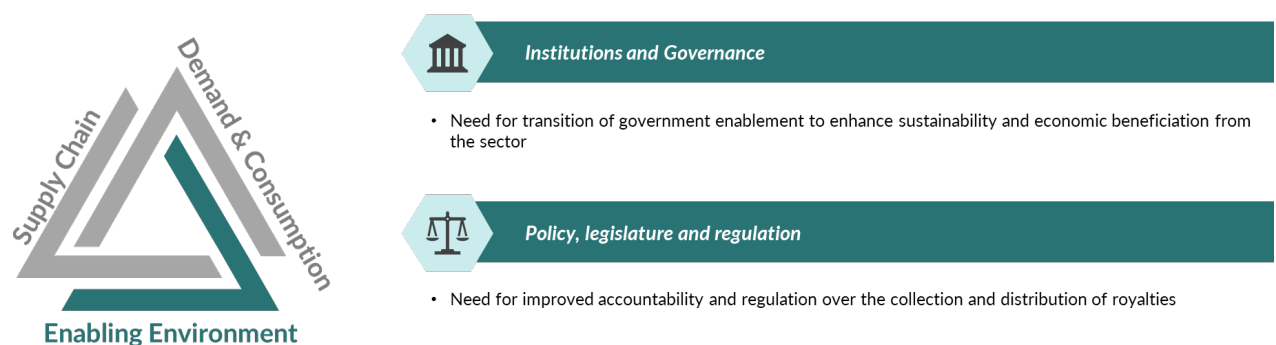 Supply Chain
Demand & Consumption
Enabling Environment
Institutions and Governance
• Need for transition of government enablement to enhance sustainability and economic beneficiation from
the sector
Policy, legislature and regulation
• Need for improved accountability and regulation over the collection and distribution of royalties